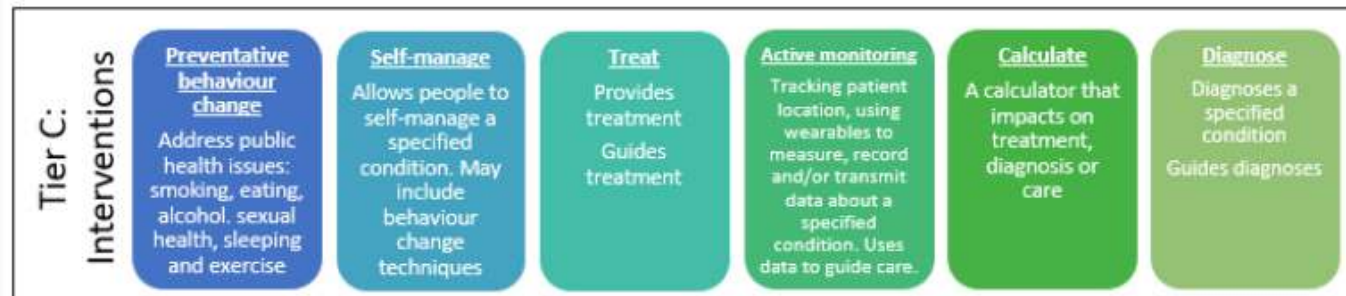 Tier C:
Interventions
Preventative
behaviour
change
Address public
health issues:
smoking, eating,
alcohol. sexual
health, sleeping
and exercise
Self-manage
Allows people to
self-manage a
specified
condition. May
include
behaviour
change
techniques
Treat
Provides
treatment
Guides
treatment
Active monitoring
Tracking patient
location, using
wearables to
measure, record
and/or transmit
data about a
specified
condition. Uses
data to guide care.
Calculate
A calculator that
impacts on
treatment,
diagnosis or
care
Diagnose
Diagnoses a
specified
condition
Guides diagnoses